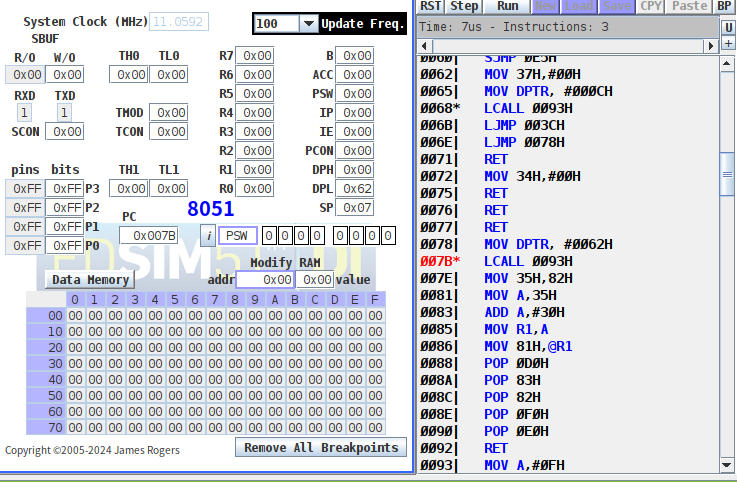 System Clock (MHz) 11.0592 100 Update Freq.
SBUF
R/O W/O TH0 TL0 R7 0x00 B 0x00
0x00 0x00 0x00 0x00 R6 0x00 ACC 0x00
RXD TXD R5 0x00 PSW 0x00
1 1 TMOD 0x00 R4 0x00 IP 0x00
SCON 0x00 TCON 0x00 R3 0x00 IE 0x00
R2 0x00 PCON 0x00
pins bits TH1 TL1 R1 0x00 DPH 0x00
0xFF 0xFF P3 0x00 0x00 R0 0x00 DPL 0x62
0xFF 0xFF P2 8051 SP 0x07
0xFF 0xFF P1 PC
0xFF 0xFF P0 0x007B i PSW 0 0 0 0 0 0 0 0
EDSIM51DI
Modify RAM
Data Memory addr 0x00 0x00 value
0 1 2 3 4 5 6 7 8 9 A B C D E F
00 00 00 00 00 00 00 00 00 00 00 00 00 00 00 00 00
10 00 00 00 00 00 00 00 00 00 00 00 00 00 00 00 00
20 00 00 00 00 00 00 00 00 00 00 00 00 00 00 00 00
30 00 00 00 00 00 00 00 00 00 00 00 00 00 00 00 00
40 00 00 00 00 00 00 00 00 00 00 00 00 00 00 00 00
50 00 00 00 00 00 00 00 00 00 00 00 00 00 00 00 00
60 00 00 00 00 00 00 00 00 00 00 00 00 00 00 00 00
70 00 00 00 00 00 00 00 00 00 00 00 00 00 00 00 00
Copyright ©2005-2024 James Rogers Remove All Breakpoints
RST Step Run New Load Save CPY Paste BP
Time: 7us - Instructions: 3 U
+
0060| SJMP 0E5H
0062| MOV 37H,#00H
0065| MOV DPTR, #000CH
0068* LCALL 0093H
006B| LJMP 003CH
006E| LJMP 0078H
0071| RET
0072| MOV 34H,#00H
0075| RET
0076| RET
0077| RET
0078| MOV DPTR, #0062H
007B* LCALL 0093H
007E| MOV 35H,82H
0081| MOV A,35H
0083| ADD A,#30H
0085| MOV R1,A
0086| MOV 81H,@R1
0088| POP 0D0H
008A| POP 83H
008C| POP 82H
008E| POP 0F0H
0090| POP 0E0H
0092| RET
0093| MOV A,#0FH